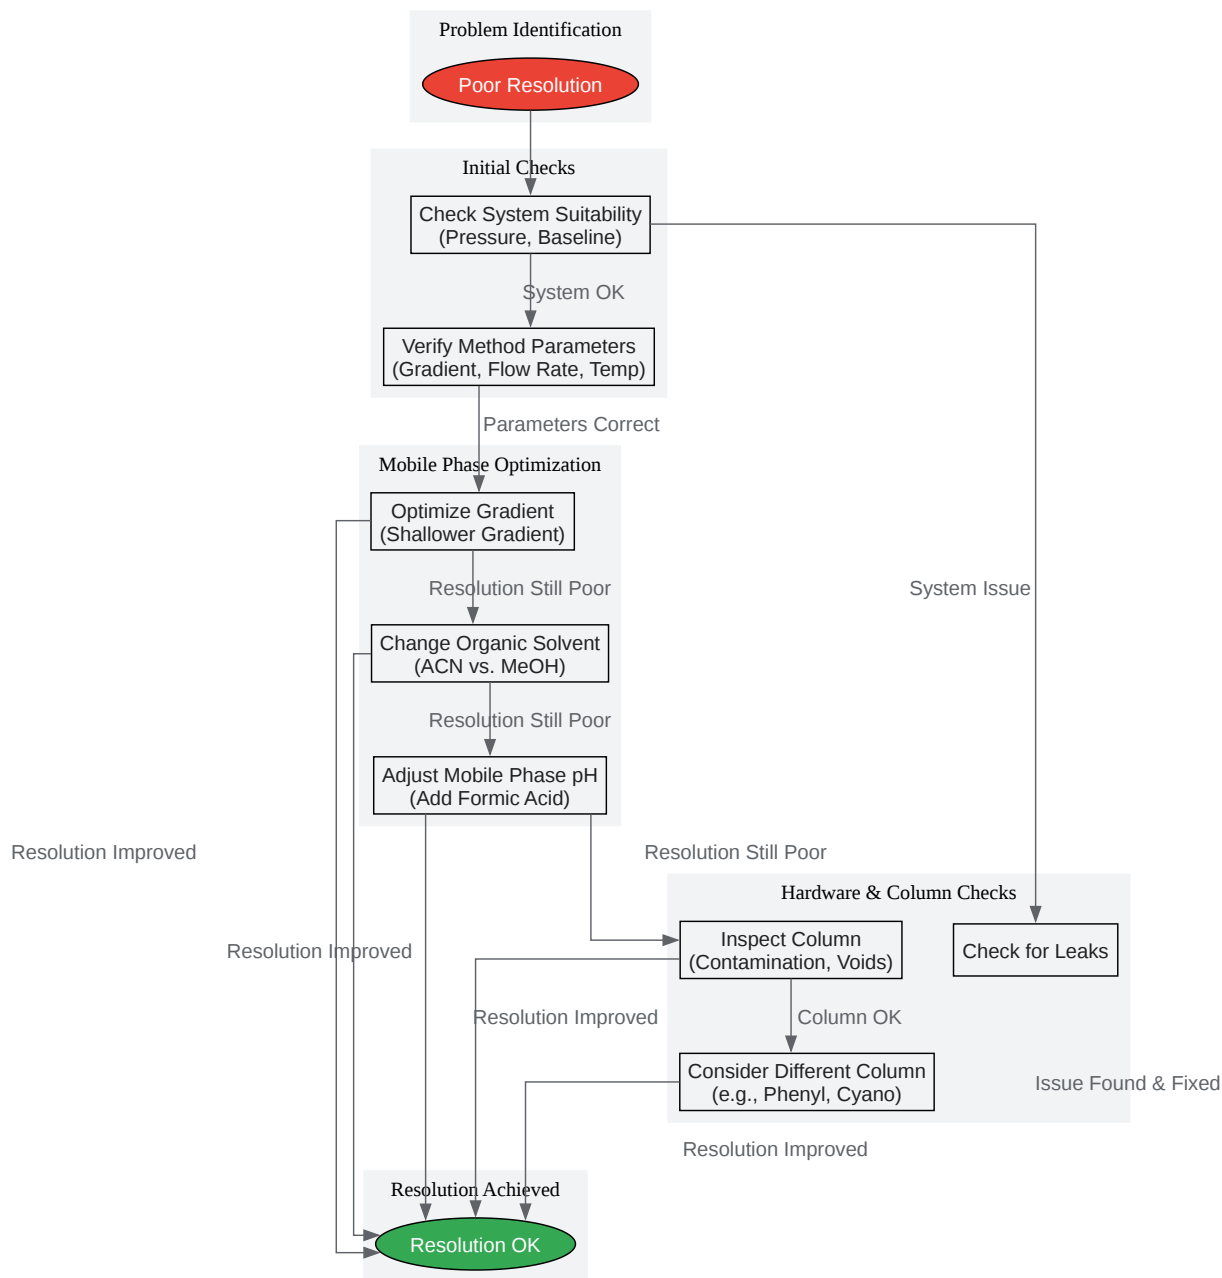 Problem Identification
Poor Resolution
Initial Checks
Check System Suitability
(Pressure, Baseline)
System OK
Verify Method Parameters
(Gradient, Flow Rate, Temp)
Parameters Correct
Mobile Phase Optimization
Optimize Gradient
(Shallower Gradient)
Resolution Still Poor
System Issue
Change Organic Solvent
(ACN vs. MeOH)
Resolution Still Poor
Adjust Mobile Phase pH
(Add Formic Acid)
Resolution Improved
Resolution Still Poor
Hardware & Column Checks
Inspect Column
(Contamination, Voids)
Check for Leaks
Resolution Improved
Resolution Improved
Column OK
Consider Different Column
(e.g., Phenyl, Cyano)
Issue Found & Fixed
Resolution Improved
Resolution Achieved
Resolution OK